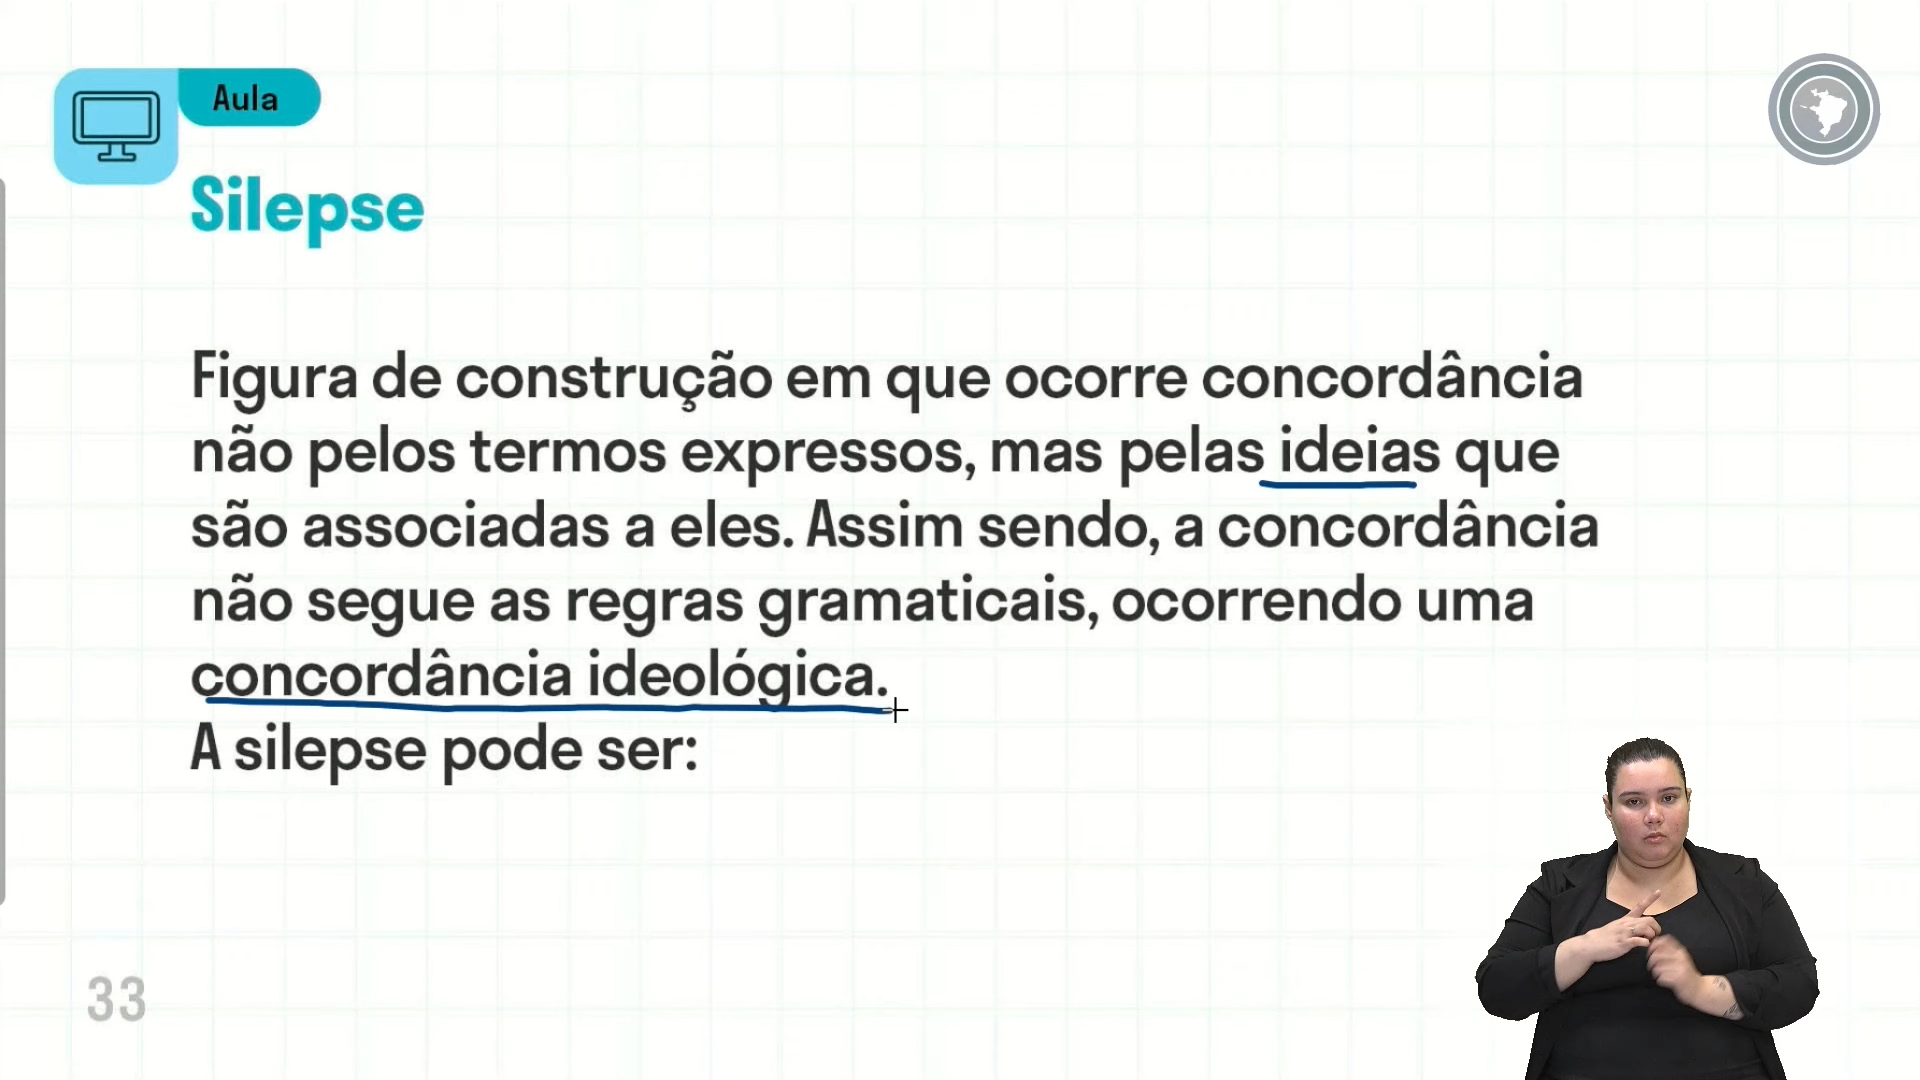 Aula
Silepse
Figura de construção em que ocorre concordância
não pelos termos expressos, mas pelas ideias que
são associadas a eles. Assim sendo, a concordância
não segue as regras gramaticais, ocorrendo uma
concordância ideológica.
A silepse pode ser:
33